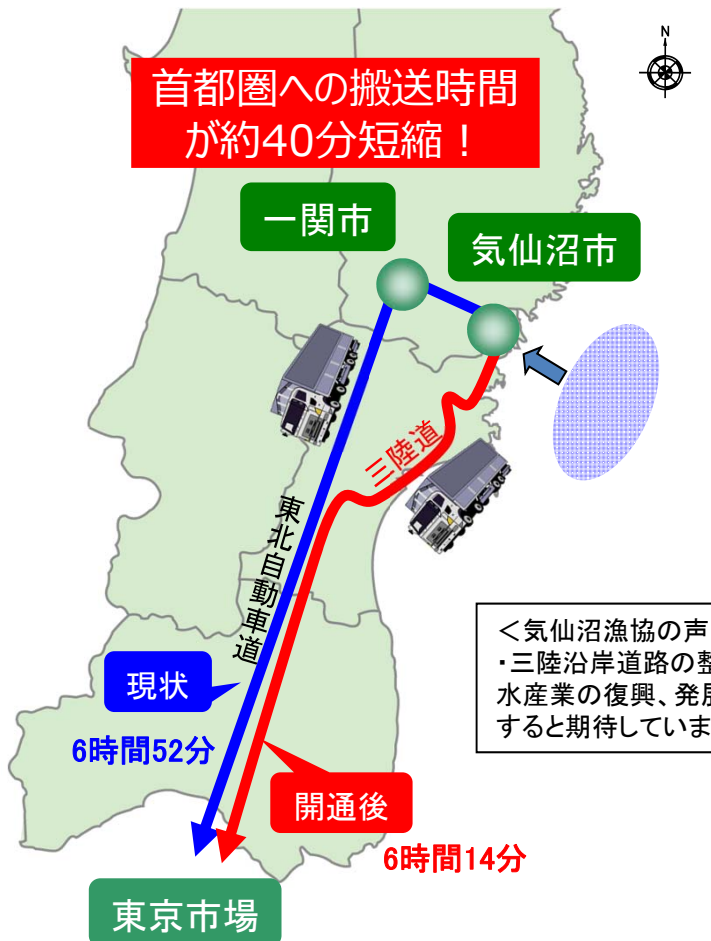 首都圏への搬送時間
が約40分短縮！
N
一関市
気仙沼市
三陸道
東北自動車道
＜気仙沼漁協の声
・三陸沿岸道路の整
水産業の復興、発展
すると期待していま
現状
6時間52分
開通後
6時間14分
東京市場